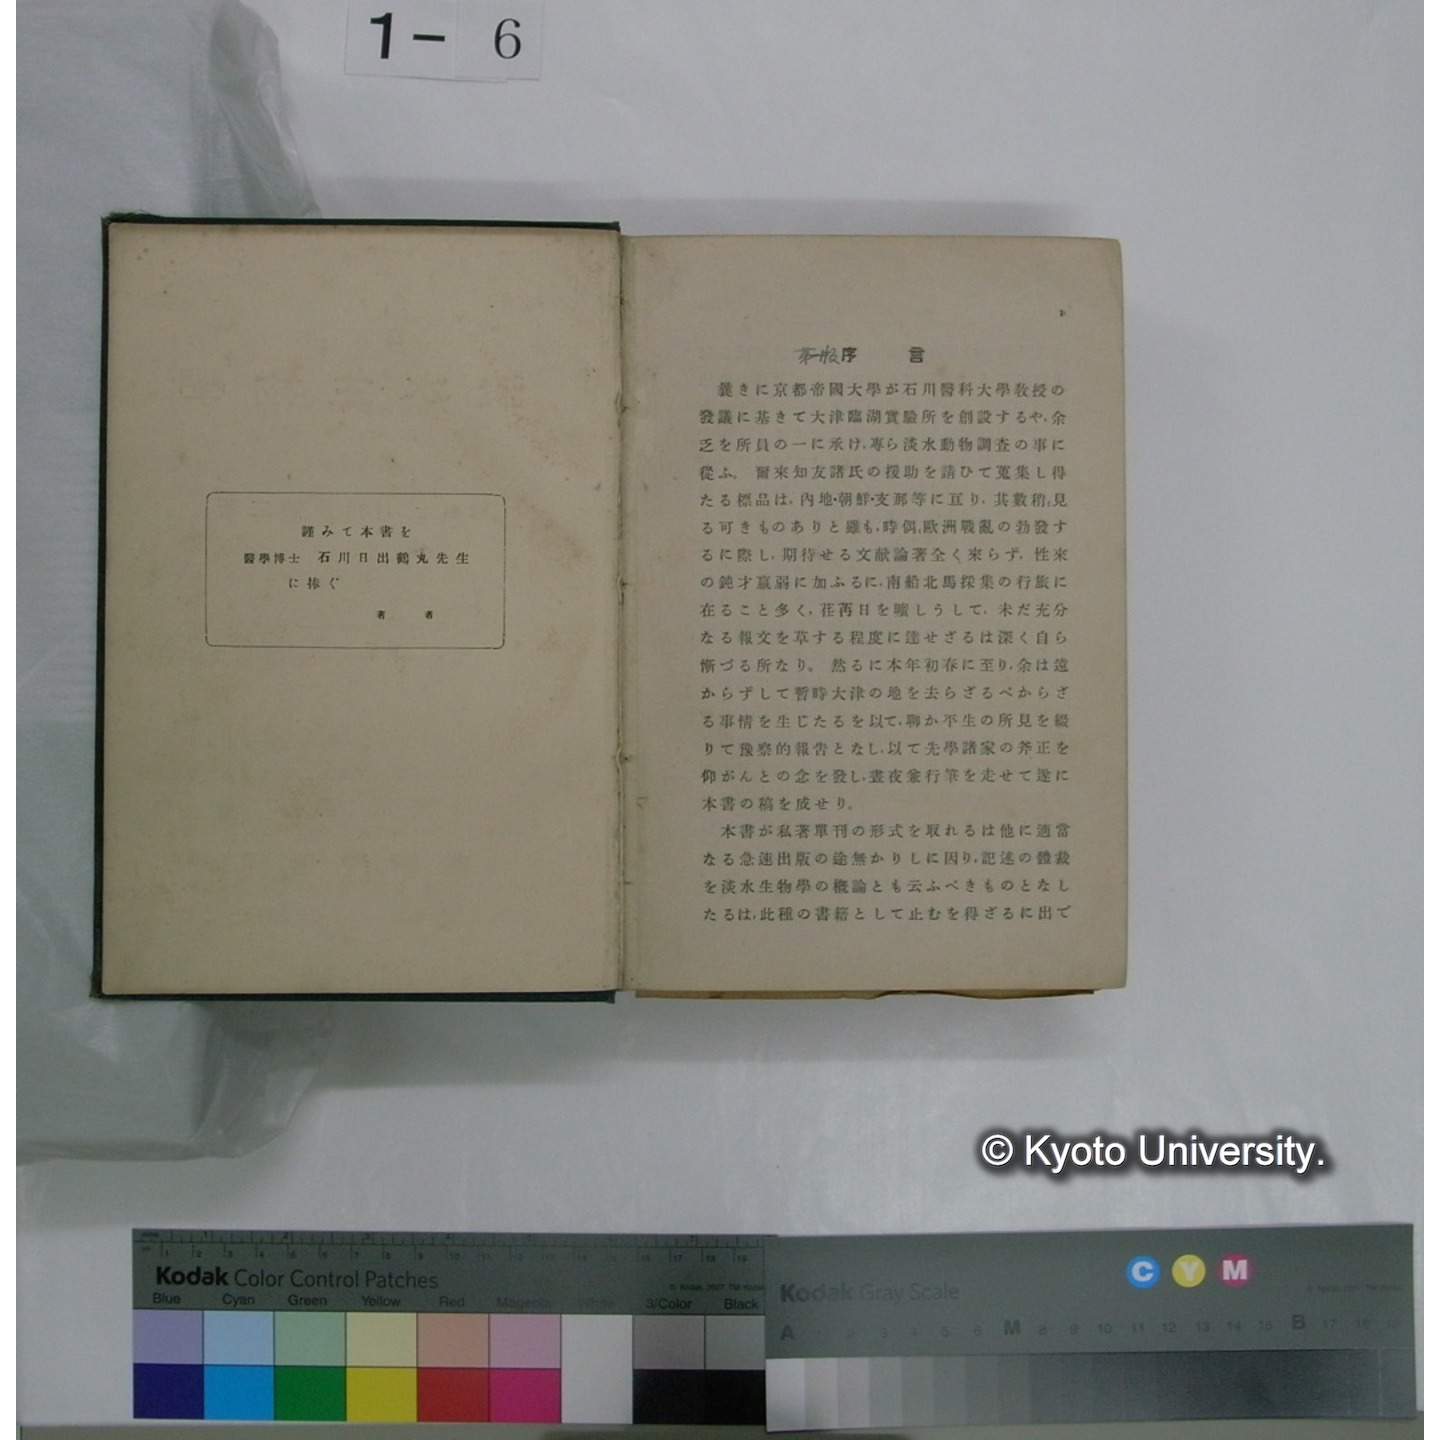 1- 6
謹みて本書を
醫學博士 石川日出鶴丸先生
に捧ぐ
著 者
第一版序 言
曩きに京都帝國大學が石川醫科大學敎授の
發議に基きて大津臨湖實驗所を創設するや,余
乏を所員の一に承け,專ら淡水動物調査の事に
從ふ。 爾來知友諸氏の援助を請ひて蒐集し得
たる標品は,內地・朝鮮・支那等に亘り, 其數稍,見
る可きものありと雖も,時偶,歐洲戰亂の勃發す
るに際し,期待せる文献論著全く來らず, 性來
の鈍才羸弱に加ふるに,南船北馬採集の行旅に
在ること多く,荏苒日を曠しうして, 未だ充分
なる報文を草する程度に達せざるは深く自ら
慚づる所なり。 然るに本年初春に至り,余は遠
からずして暫時大津の地を去らざるべからざ
る事情を生じたるを以て,聊か平生の所見を綴
りて豫察的報吿となし,以て先學諸家の斧正を
仰がんとの念を發し,晝夜兼行筆を走せて遂に
本書の稿を成せり。
本書が私著單刊の形式を取れるは他に適當
なる急速出版の途無かりしに因り,記述の體裁
を淡水生物學の槪論とも云ふべきものとなし
たるは,此種の書籍として止むを得ざるに出で
© Kyoto University.
Kodak Color Control Patches
Blue Cyan Green Yellow Red Magenta White 3/Color Black
Kodak Gray Scale
C Y M
A 1 2 3 4 5 6 M 8 9 10 11 12 13 14 15 B 17 18 19